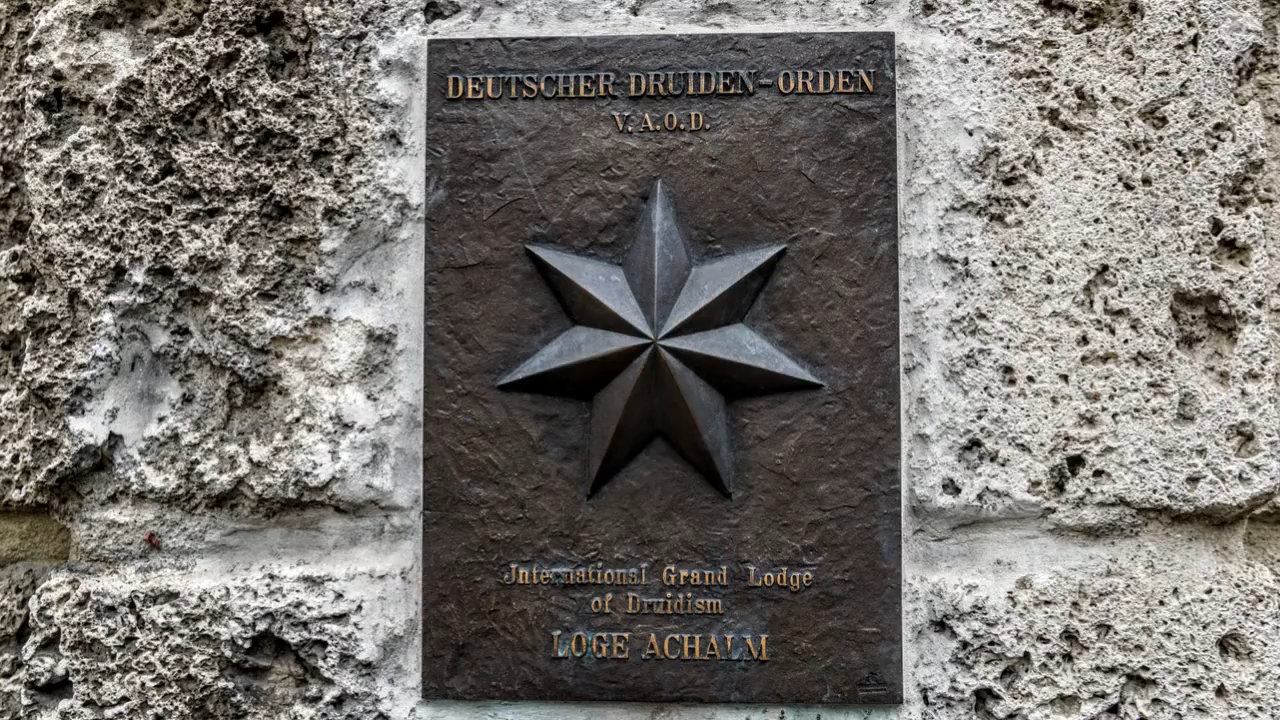 DEUTSCHER DRUIDEN-ORDEN
V.A.O.D.
International Grand Lodge
of Druidism
LOGE ACHALM